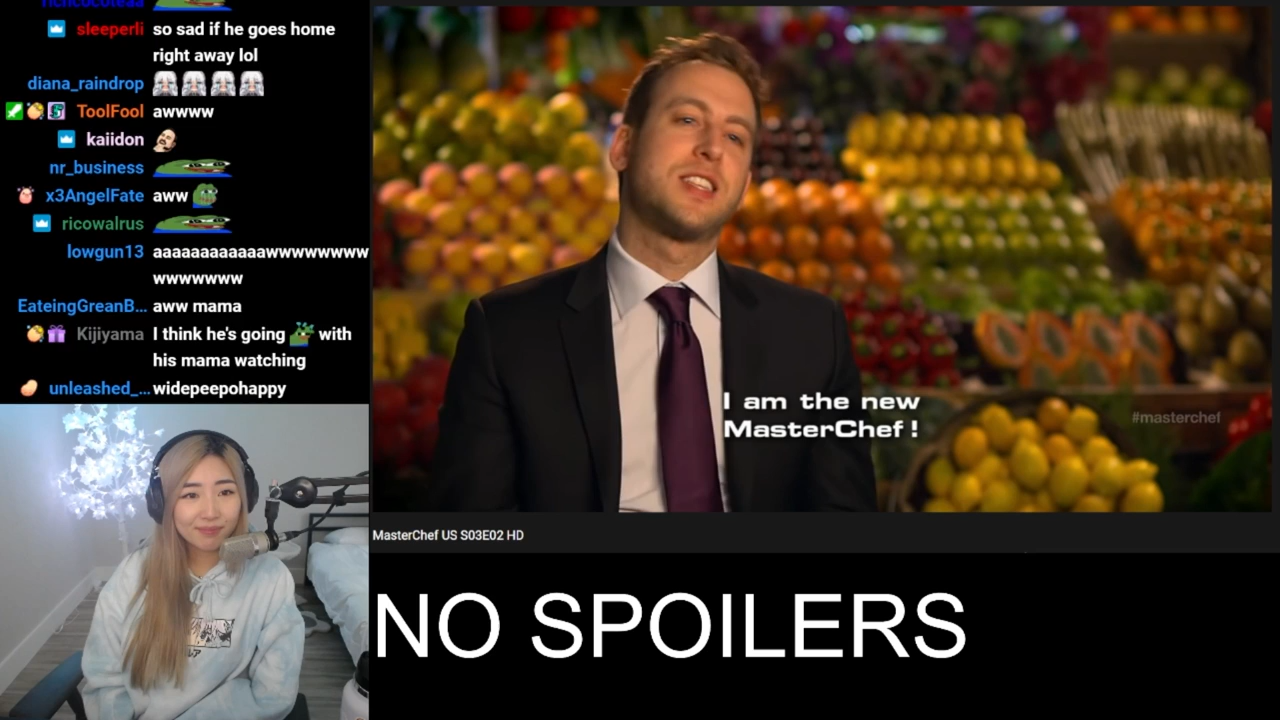 sleeperli so sad if he goes home
right away lol
diana_raindrop
ToolFool awwww
kaiidon
nr_business
x3AngelFate aww
ricowalrus
lowgun13 aaaaaaaaaaaawwwwwwww
wwwwwww
EateingGreanB... aww mama
Kijiyama I think he's going with
his mama watching
unleashed_... widepeepohappy
I am the new
MasterChef!
#masterchef
MasterChef US S03E02 HD
NO SPOILERS